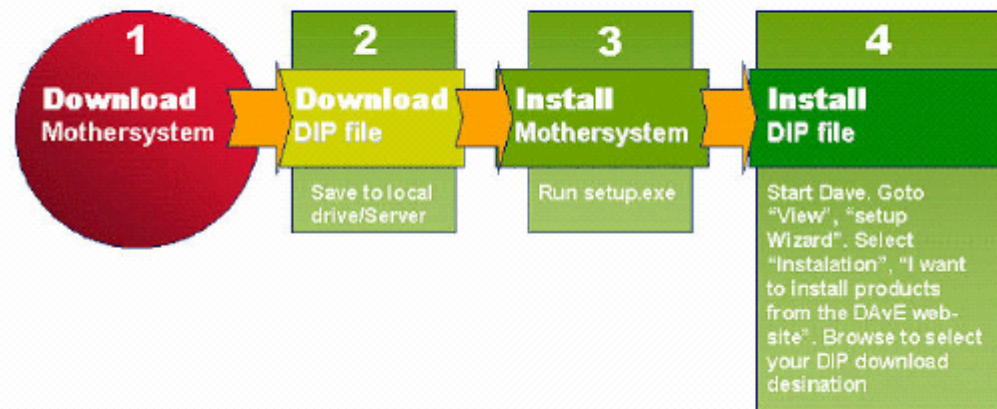 1
Download
Mothersystem
2
Download
DIP file
Save to local
drive/Server
3
Install
Mothersystem
Run setup.exe
4
Install
DIP file
Start Dave. Goto
“View”, “setup
Wizard”. Select
“Instalation”, “I want
to install products
from the DAvE web-
site”. Browse to select
your DIP download
desination